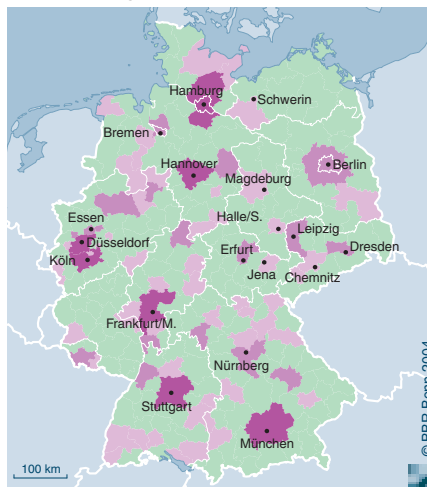 Hamburg
Schwerin
Bremen
Hannover
Berlin
Magdeburg
Essen
Halle/S.
Leipzig
Düsseldorf
Erfurt
Dresden
Köln
Jena
Chemnitz
Frankfurt/M.
Nürnberg
Stuttgart
München
100 km
© BBR Bonn 2004